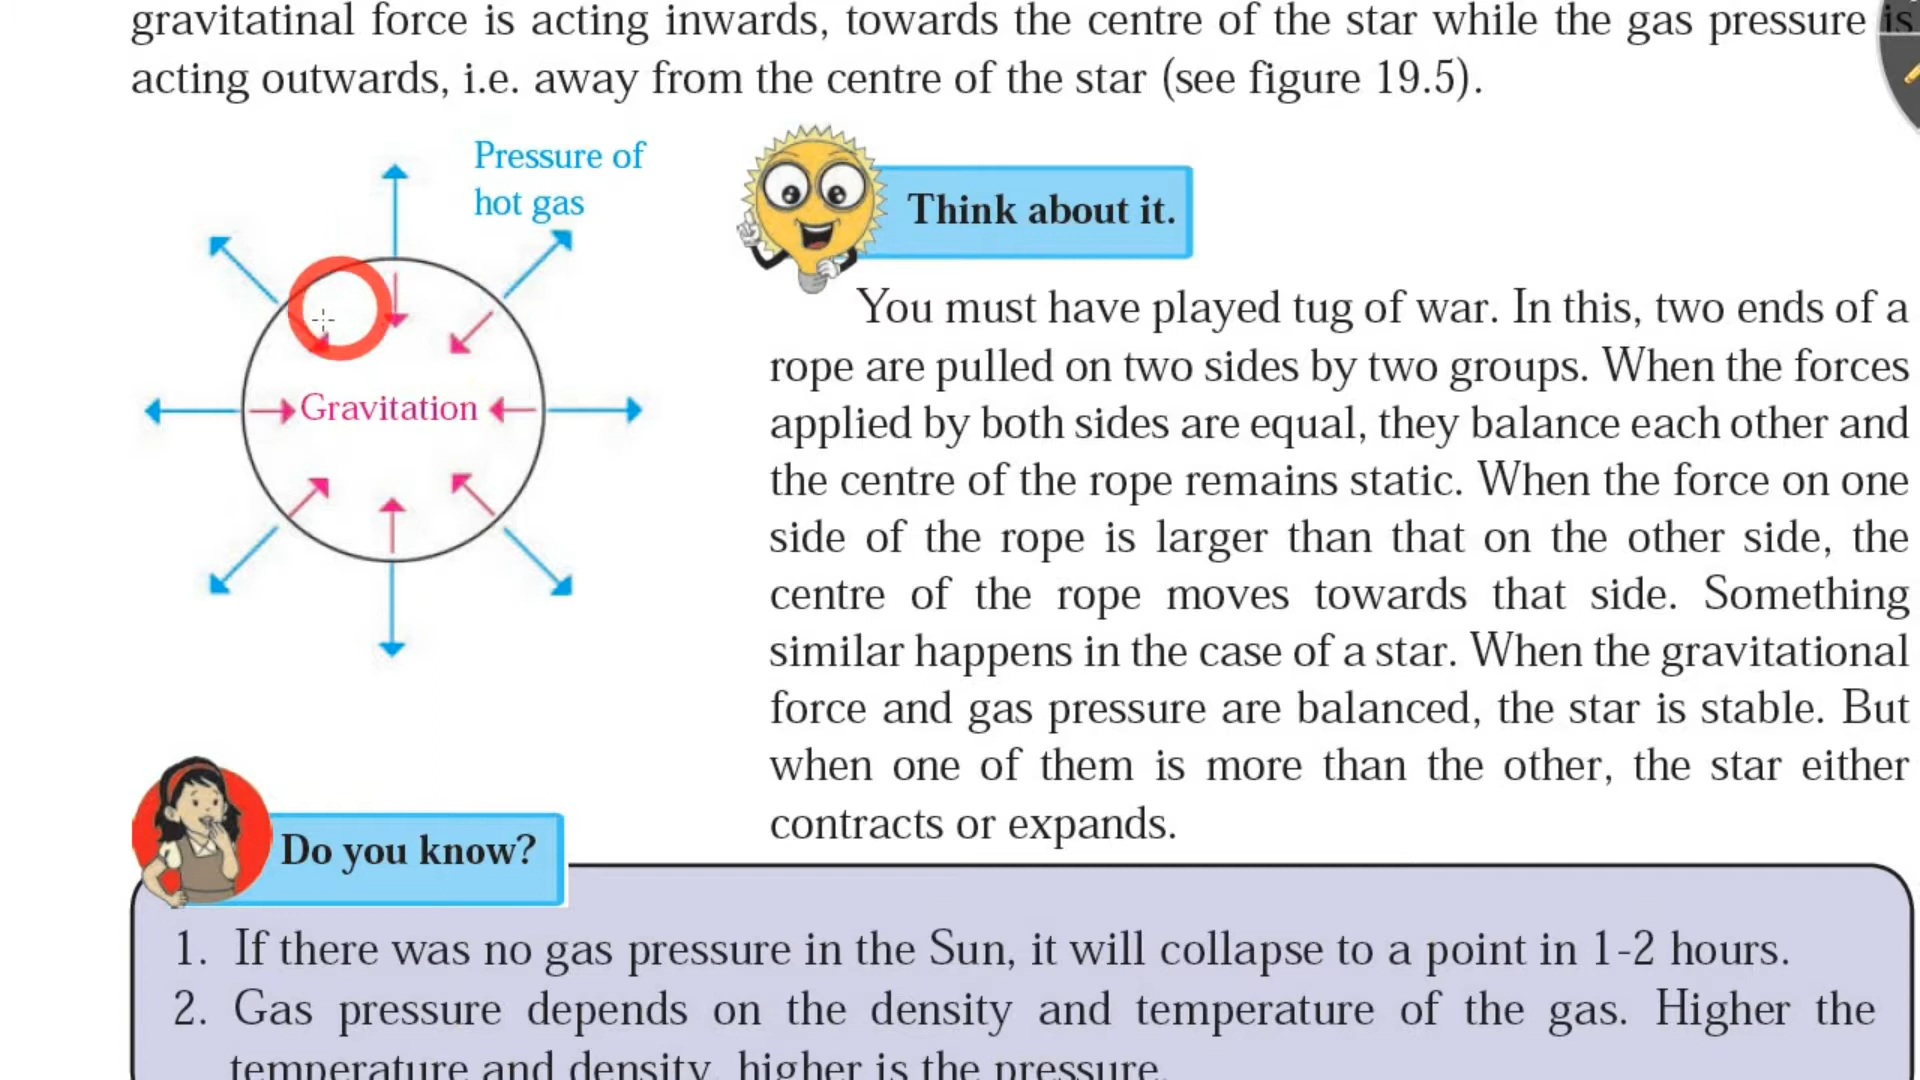 gravitinal force is acting inwards, towards the centre of the star while the gas pressure is
acting outwards, i.e. away from the centre of the star (see figure 19.5).
Pressure of
hot gas
Gravitation
Think about it.
You must have played tug of war. In this, two ends of a
rope are pulled on two sides by two groups. When the forces
applied by both sides are equal, they balance each other and
the centre of the rope remains static. When the force on one
side of the rope is larger than that on the other side, the
centre of the rope moves towards that side. Something
similar happens in the case of a star. When the gravitational
force and gas pressure are balanced, the star is stable. But
when one of them is more than the other, the star either
contracts or expands.
Do you know?
1. If there was no gas pressure in the Sun, it will collapse to a point in 1-2 hours.
2. Gas pressure depends on the density and temperature of the gas. Higher the
temperature and density, higher is the pressure.